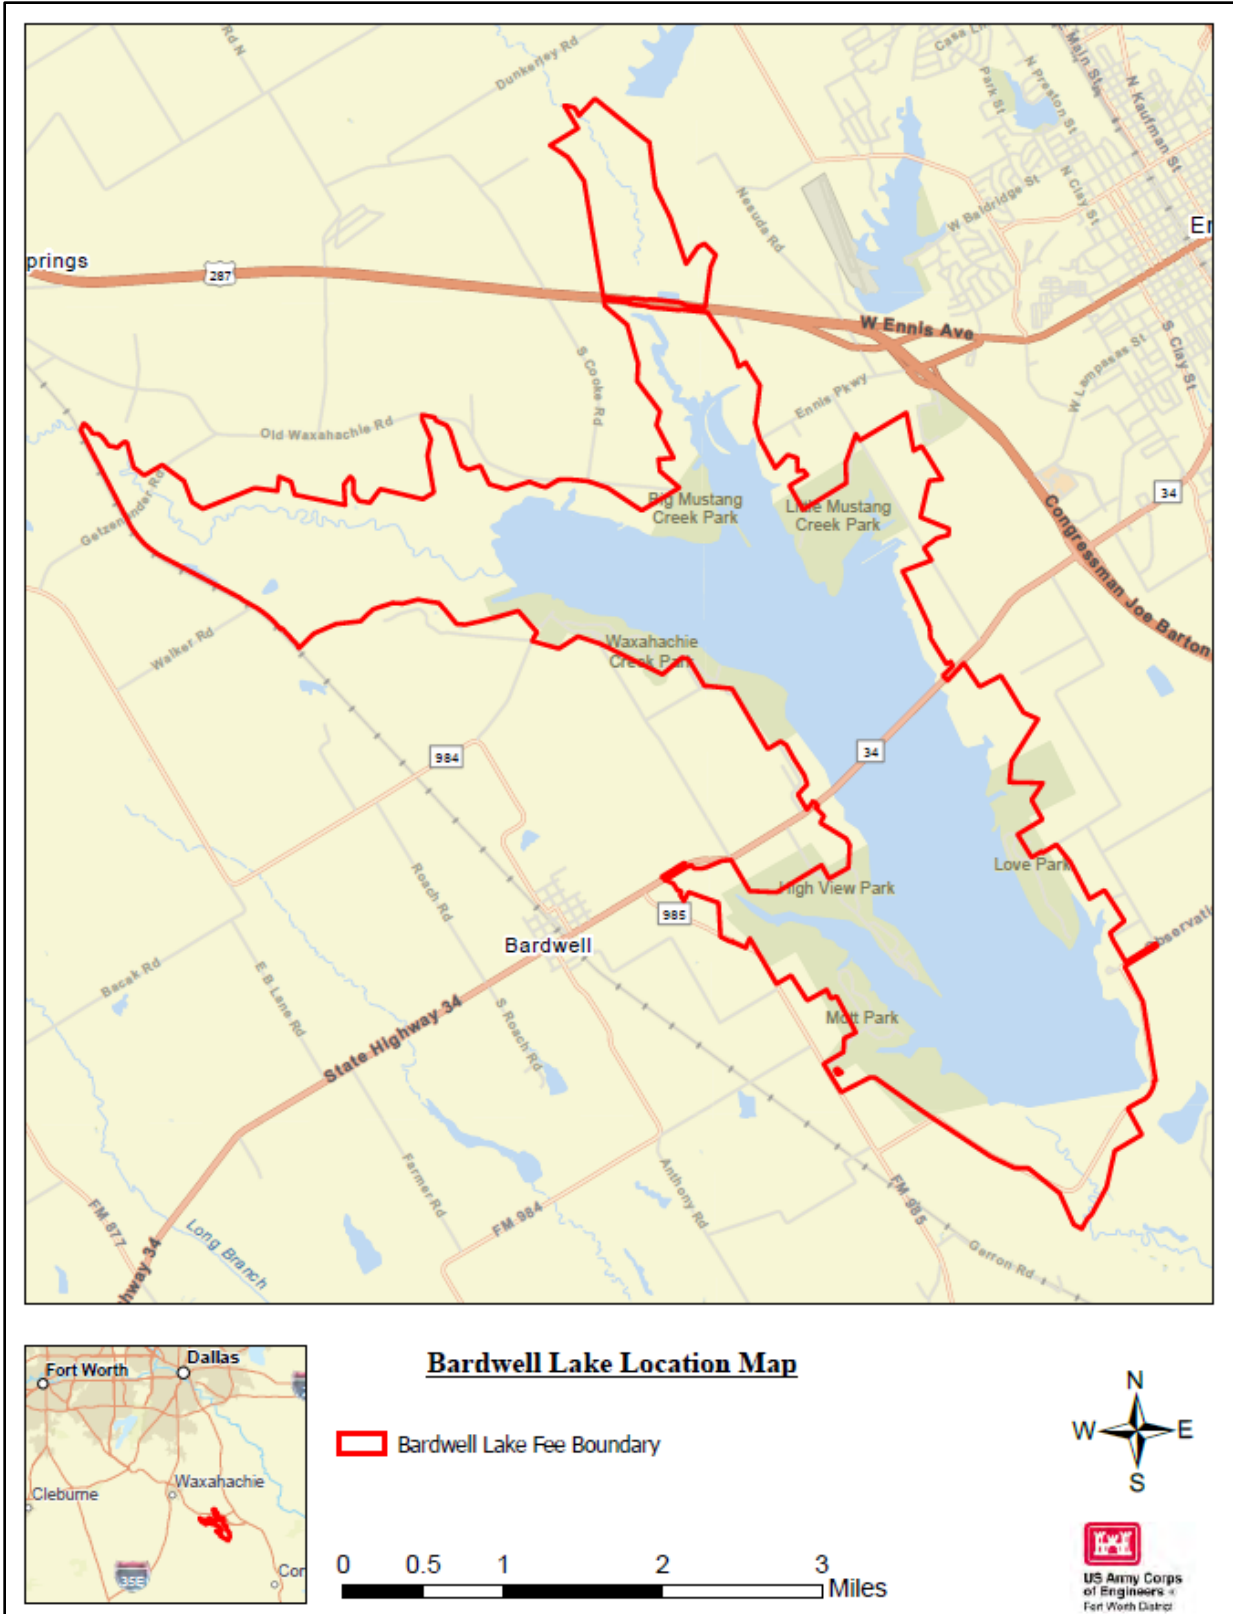 Rd N
Dunkerley Rd
Park St
N Preston St
Main St
N Kaufman St
N Clay St
Nesuda Rd
W Baldridge St
Er
prings
287
W Ennis Ave
S Clay St
W Lampasas St
S Cooke Rd
Ennis Pkwy
Old Waxahachie Rd
Getzenander Rd
Big Mustang
Creek Park
Little Mustang
Creek Park
34
Congressman Joe Barton
Walker Rd
Waxahachie
Creek Park
984
34
Roach Rd
High View Park
Love Park
985
Bardwell
Observati
Bacak Rd
E B Lane Rd
S Roach Rd
Mott Park
State Highway 34
Farmer Rd
Anthony Rd
FM 985
FM 984
FM 877
Long Branch
Garron Rd
hway 34
Fort Worth
Dallas
Waxahachie
Cleburne
35E
Cor
Bardwell Lake Location Map
Bardwell Lake Fee Boundary
0 0.5 1 2 3
Miles
N
W E
S
US Army Corps
of Engineers
Fort Worth District